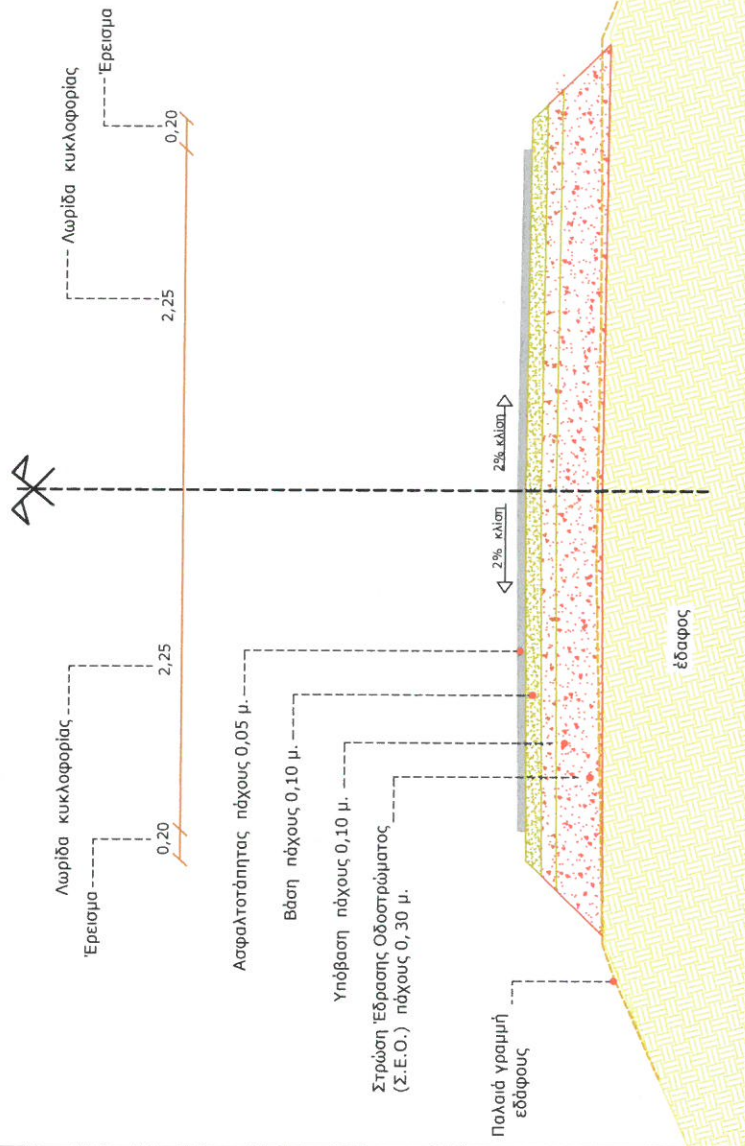 Έρεισμα
Λωρίδα κυκλοφορίας
Λωρίδα κυκλοφορίας
Έρεισμα
0,20
2,25
2,25
0,20
Ασφαλτοτάπητας πάχους 0,05 μ.
Βάση πάχους 0,10 μ.
Υπόβαση πάχους 0,10 μ.
Στρώση Έδρασης Οδοστρώματος
(Σ.Ε.Ο.) πάχους 0,30 μ.
2% κλίση
2% κλίση
Παλαιά γραμμή
εδάφους
έδαφος